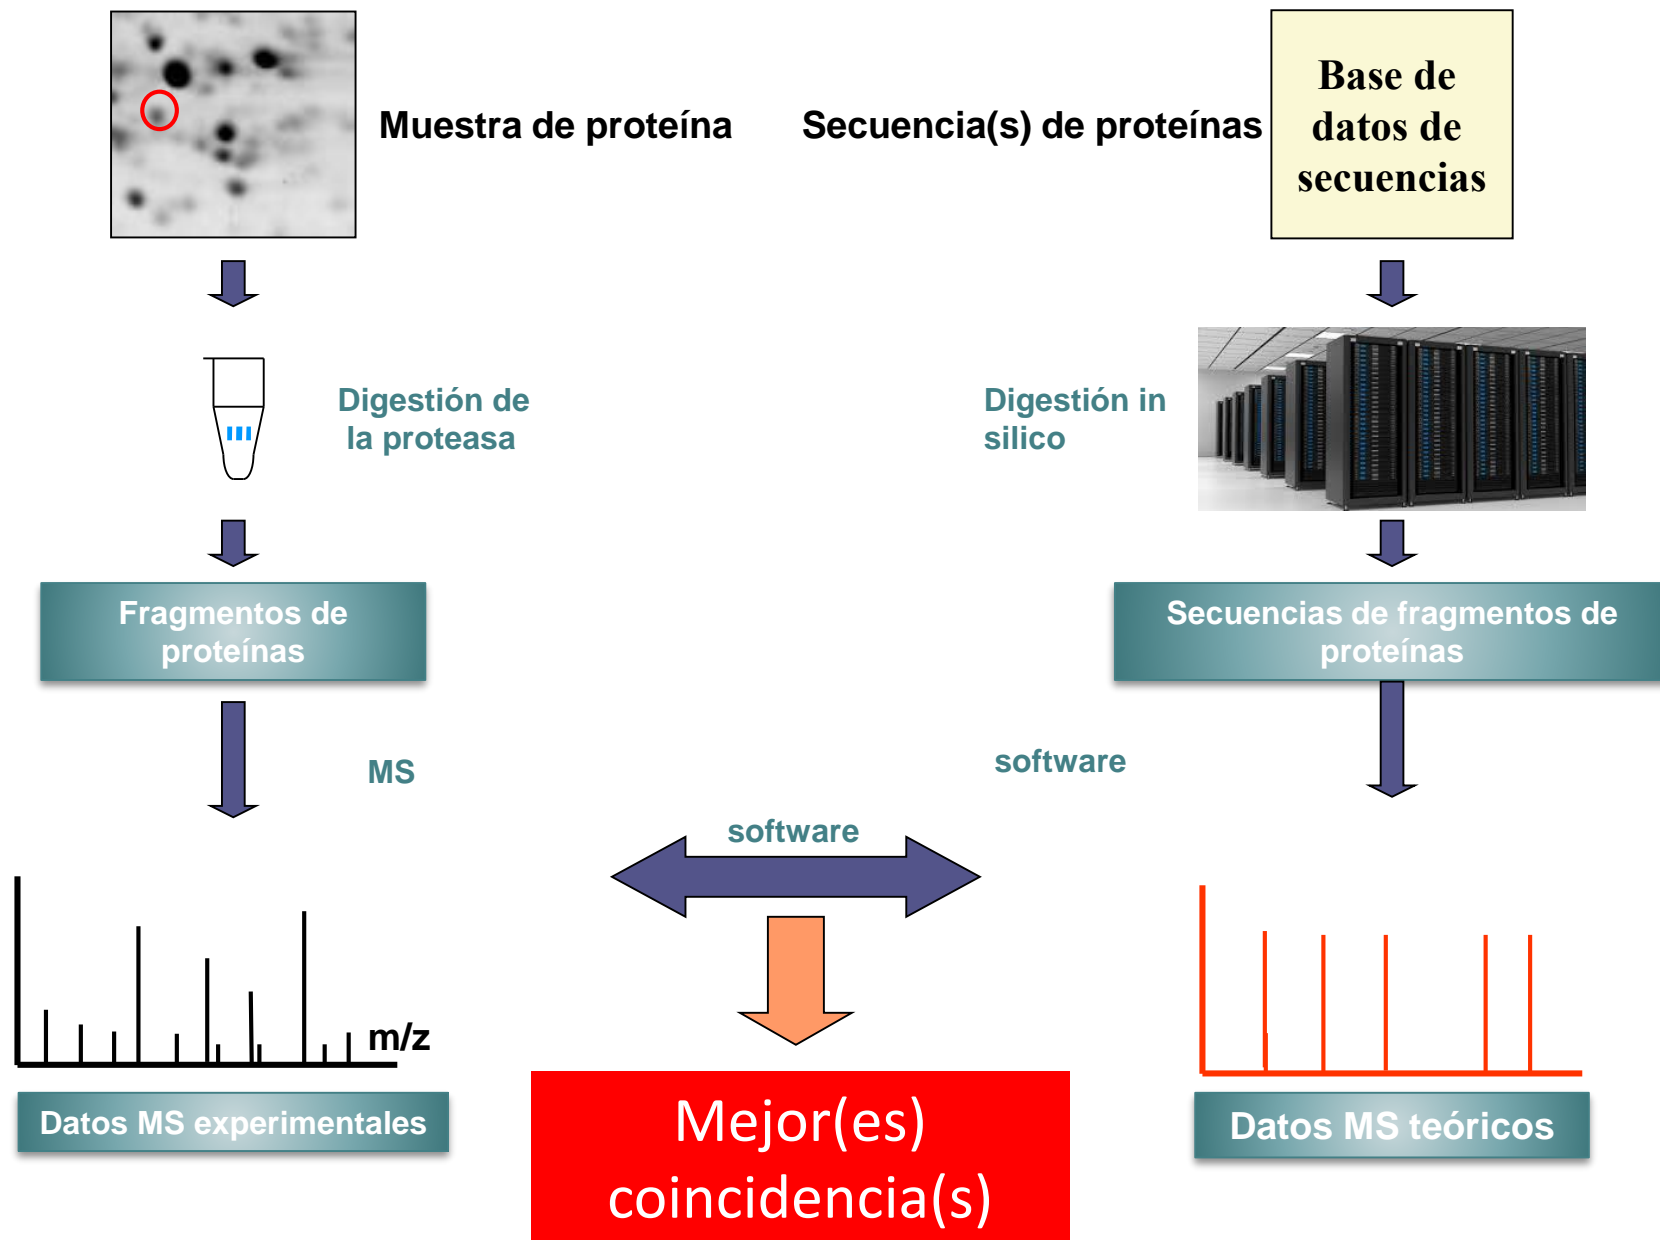 Muestra de proteína
Secuencia(s) de proteínas
Base de
datos de
secuencias
Digestión de
la proteasa
Digestión in
silico
Fragmentos de
proteínas
Secuencias de fragmentos de
proteínas
MS
software
software
m/z
Datos MS experimentales
Mejor(es)
coincidencia(s)
Datos MS teóricos